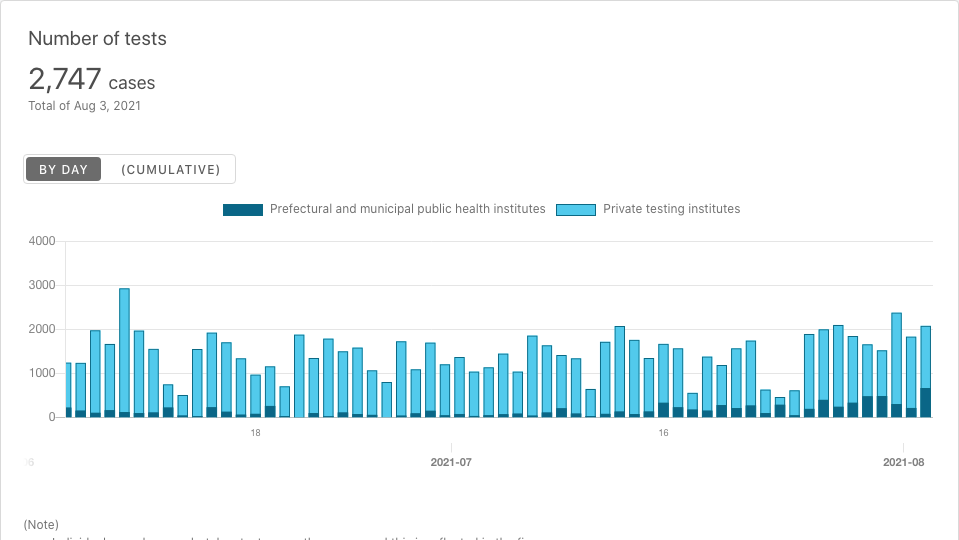 Number of tests
2,747 cases
Total of Aug 3, 2021
BY DAY (CUMULATIVE)
Prefectural and municipal public health institutes Private testing institutes
4000
3000
2000
1000
0
18 16
6 2021-07 2021-08
(Note)